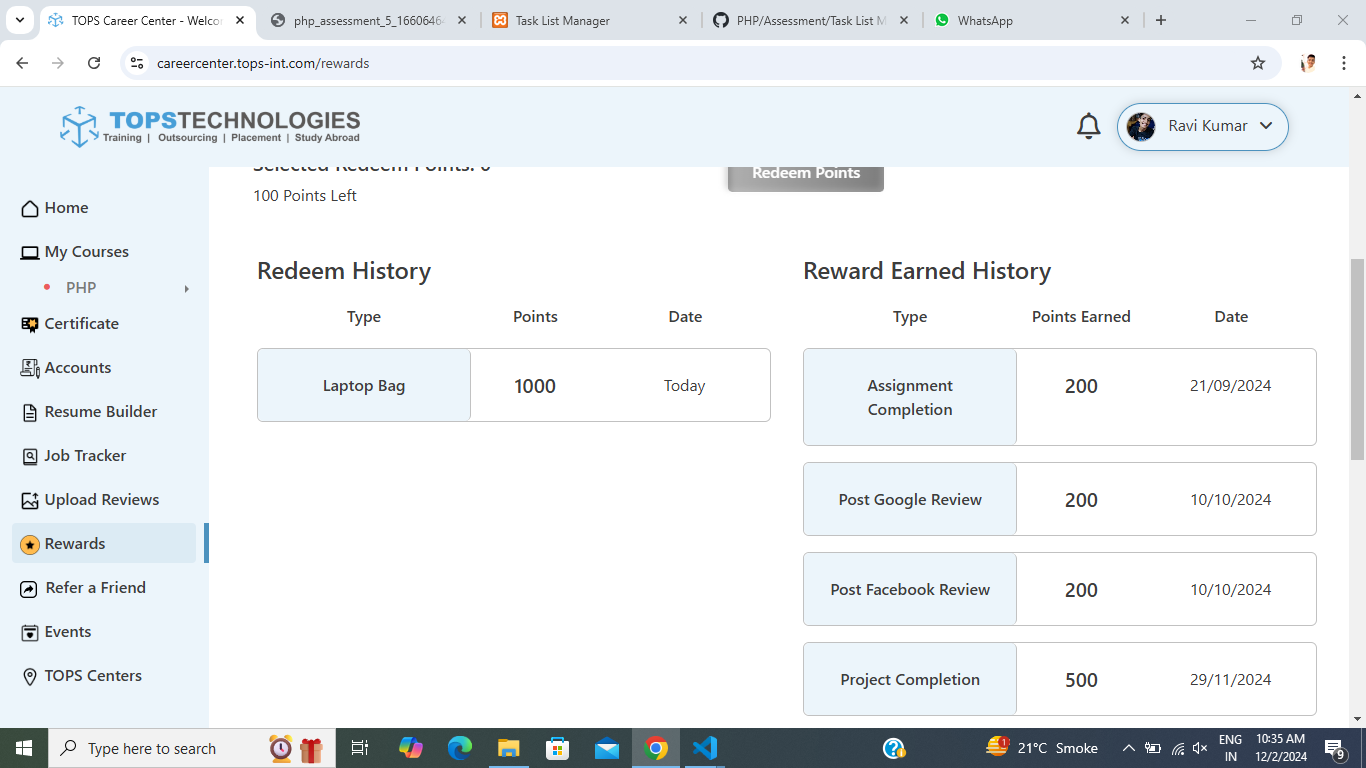 TOPS Career Center - Welco
php_assessment_5_1660646
Task List Manager
PHP/Assessment/Task List M
WhatsApp
careercenter.tops-int.com/rewards
TOPSTECHNOLOGIES
Training | Outsourcing | Placement | Study Abroad
Ravi Kumar
Selected Redeem Points: 0
Redeem Points
100 Points Left
Home
My Courses
PHP
Certificate
Accounts
Resume Builder
Job Tracker
Upload Reviews
Rewards
Refer a Friend
Events
TOPS Centers
Redeem History
Type Points Date
Laptop Bag 1000 Today
Reward Earned History
Type Points Earned Date
Assignment Completion 200 21/09/2024
Post Google Review 200 10/10/2024
Post Facebook Review 200 10/10/2024
Project Completion 500 29/11/2024
Type here to search
1
21°C Smoke
ENG
IN
10:35 AM
12/2/2024
9